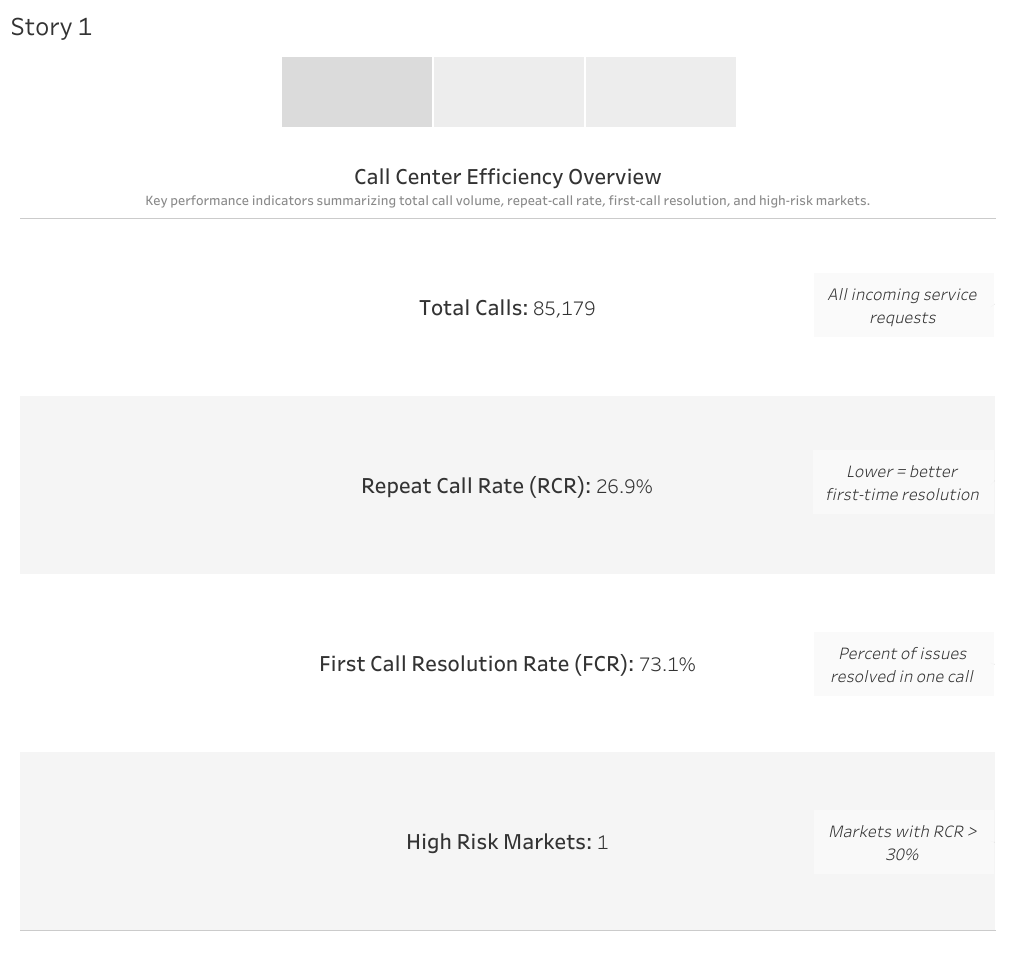 Story 1
Call Center Efficiency Overview
Key performance indicators summarizing total call volume, repeat-call rate, first-call resolution, and high-risk markets.
Total Calls: 85,179
All incoming service
requests
Repeat Call Rate (RCR): 26.9%
Lower = better
first-time resolution
First Call Resolution Rate (FCR): 73.1%
Percent of issues
resolved in one call
High Risk Markets: 1
Markets with RCR >
30%